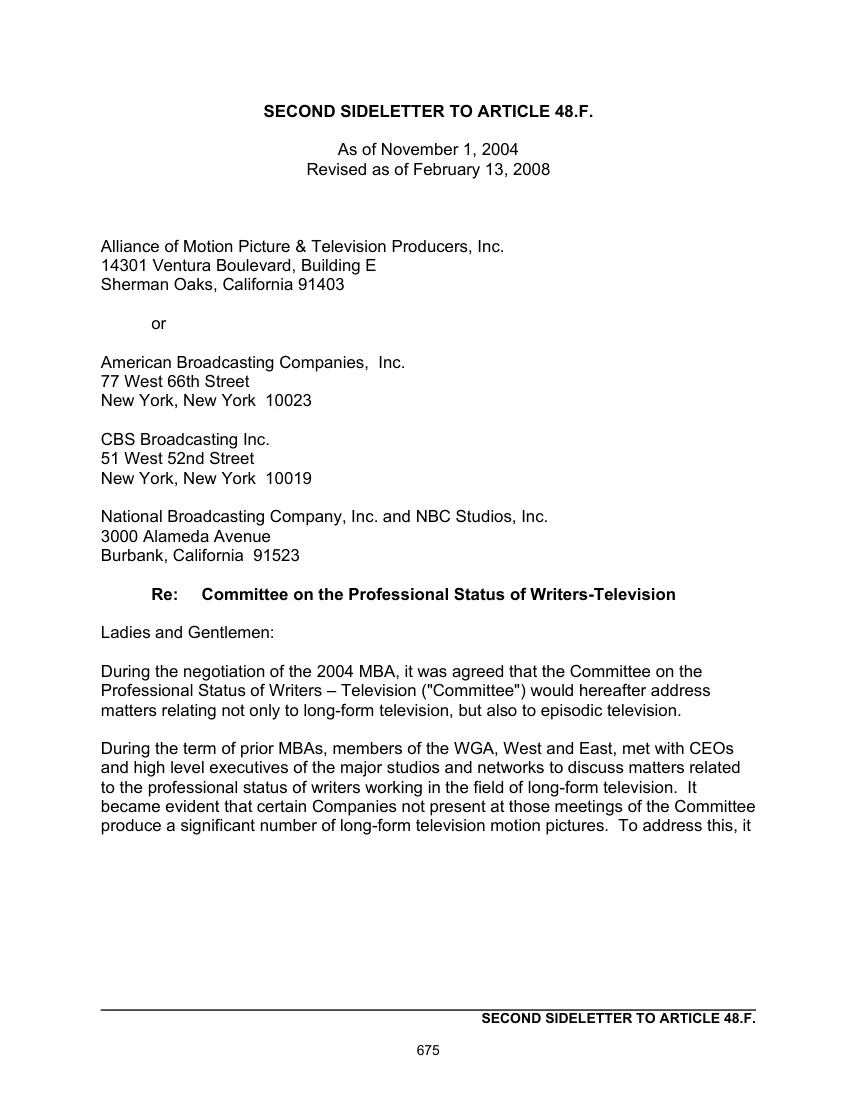 SECOND SIDELETTER TO ARTICLE 48.F.
As of November 1, 2004
Revised as of February 13, 2008
Alliance of Motion Picture & Television Producers, Inc.
14301 Ventura Boulevard, Building E
Sherman Oaks, California 91403
or
American Broadcasting Companies,  Inc.
77 West 66th Street
New York, New York  10023
CBS Broadcasting Inc.
51 West 52nd Street
New York, New York  10019
National Broadcasting Company, Inc. and NBC Studios, Inc.
3000 Alameda Avenue
Burbank, California  91523
Re: Committee on the Professional Status of Writers-Television
Ladies and Gentlemen:
During the negotiation of the 2004 MBA, it was agreed that the Committee on the
Professional Status of Writers – Television ("Committee") would hereafter address
matters relating not only to long-form television, but also to episodic television.
During the term of prior MBAs, members of the WGA, West and East, met with CEOs
and high level executives of the major studios and networks to discuss matters related
to the professional status of writers working in the field of long-form television.  It
became evident that certain Companies not present at those meetings of the Committee
produce a significant number of long-form television motion pictures.  To address this, it
SECOND SIDELETTER TO ARTICLE 48.F.
675